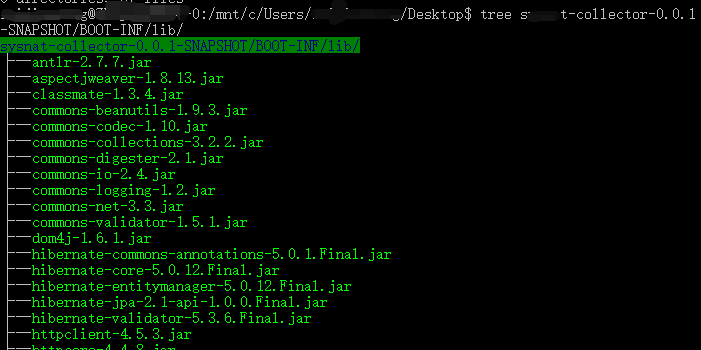 0:/mnt/c/Users/ /Desktop$ tree s t-collector-0.0.1
-SNAPSHOT/BOOT-INF/lib/
sysnat-collector-0.0.1-SNAPSHOT/BOOT-INF/lib/
antlr-2.7.7.jar
aspectjweaver-1.8.13.jar
classmate-1.3.4.jar
commons-beanutils-1.9.3.jar
commons-codec-1.10.jar
commons-collections-3.2.2.jar
commons-digester-2.1.jar
commons-io-2.4.jar
commons-logging-1.2.jar
commons-net-3.3.jar
commons-validator-1.5.1.jar
dom4j-1.6.1.jar
hibernate-commons-annotations-5.0.1.Final.jar
hibernate-core-5.0.12.Final.jar
hibernate-entitymanager-5.0.12.Final.jar
hibernate-jpa-2.1-api-1.0.0.Final.jar
hibernate-validator-5.3.6.Final.jar
httpclient-4.5.3.jar
httpcore-4.4.8.jar